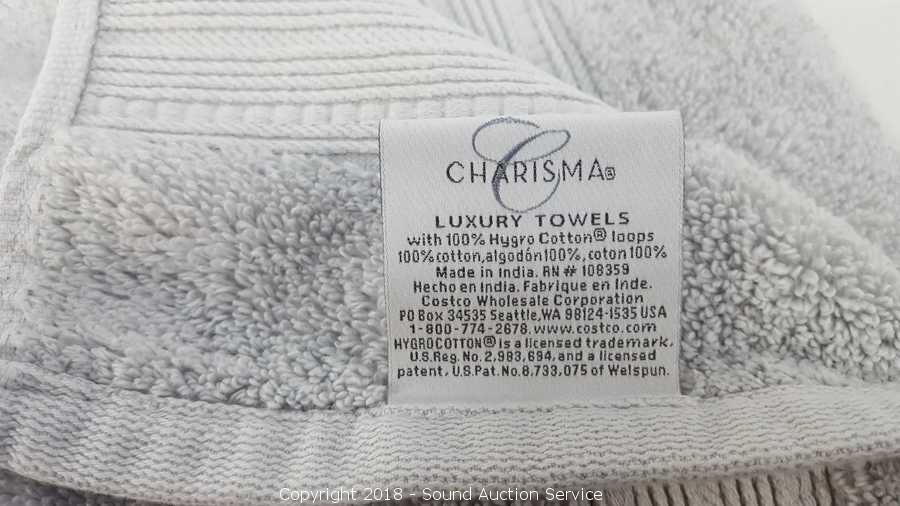 C
CHARISMA®
LUXURY TOWELS
with 100% Hygro Cotton® loops
100%cotton,algodón100%,coton100%
Made in India. RN# 108359
Hecho en India. Fabrique en Inde.
Costco Wholesale Corporation
PO Box 34535 Seattle,WA 98124-1535 USA
1-800-774-2678.www.costco.com
HYGROCOTTON® is a licensed trademark,
U.S.Reg.No.2,983,694,and a licensed
patent, U.S.Pat.No.8,733,075 of Welspun.
Copyright 2018 - Sound Auction Service